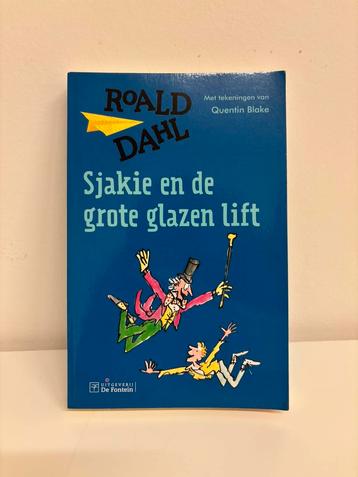 ROALD
DAHL
Met tekeningen van
Quentin Blake
Sjakie en de
grote glazen lift
UITGEVERIJ
De Fontein